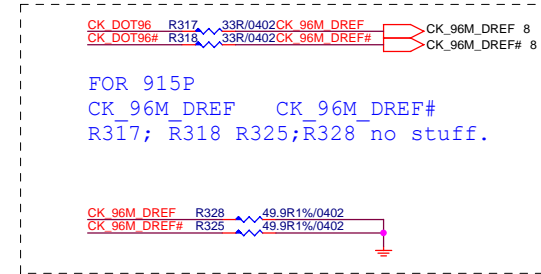 CK_DOT96 R317 33R/0402 CK_96M_DREF CK_96M_DREF 8
CK_DOT96# R318 33R/0402 CK_96M_DREF# CK_96M_DREF# 8
FOR 915P
CK_96M_DREF CK_96M_DREF#
R317; R318 R325;R328 no stuff.
CK_96M_DREF R328 49.9R1%/0402
CK_96M_DREF# R325 49.9R1%/0402